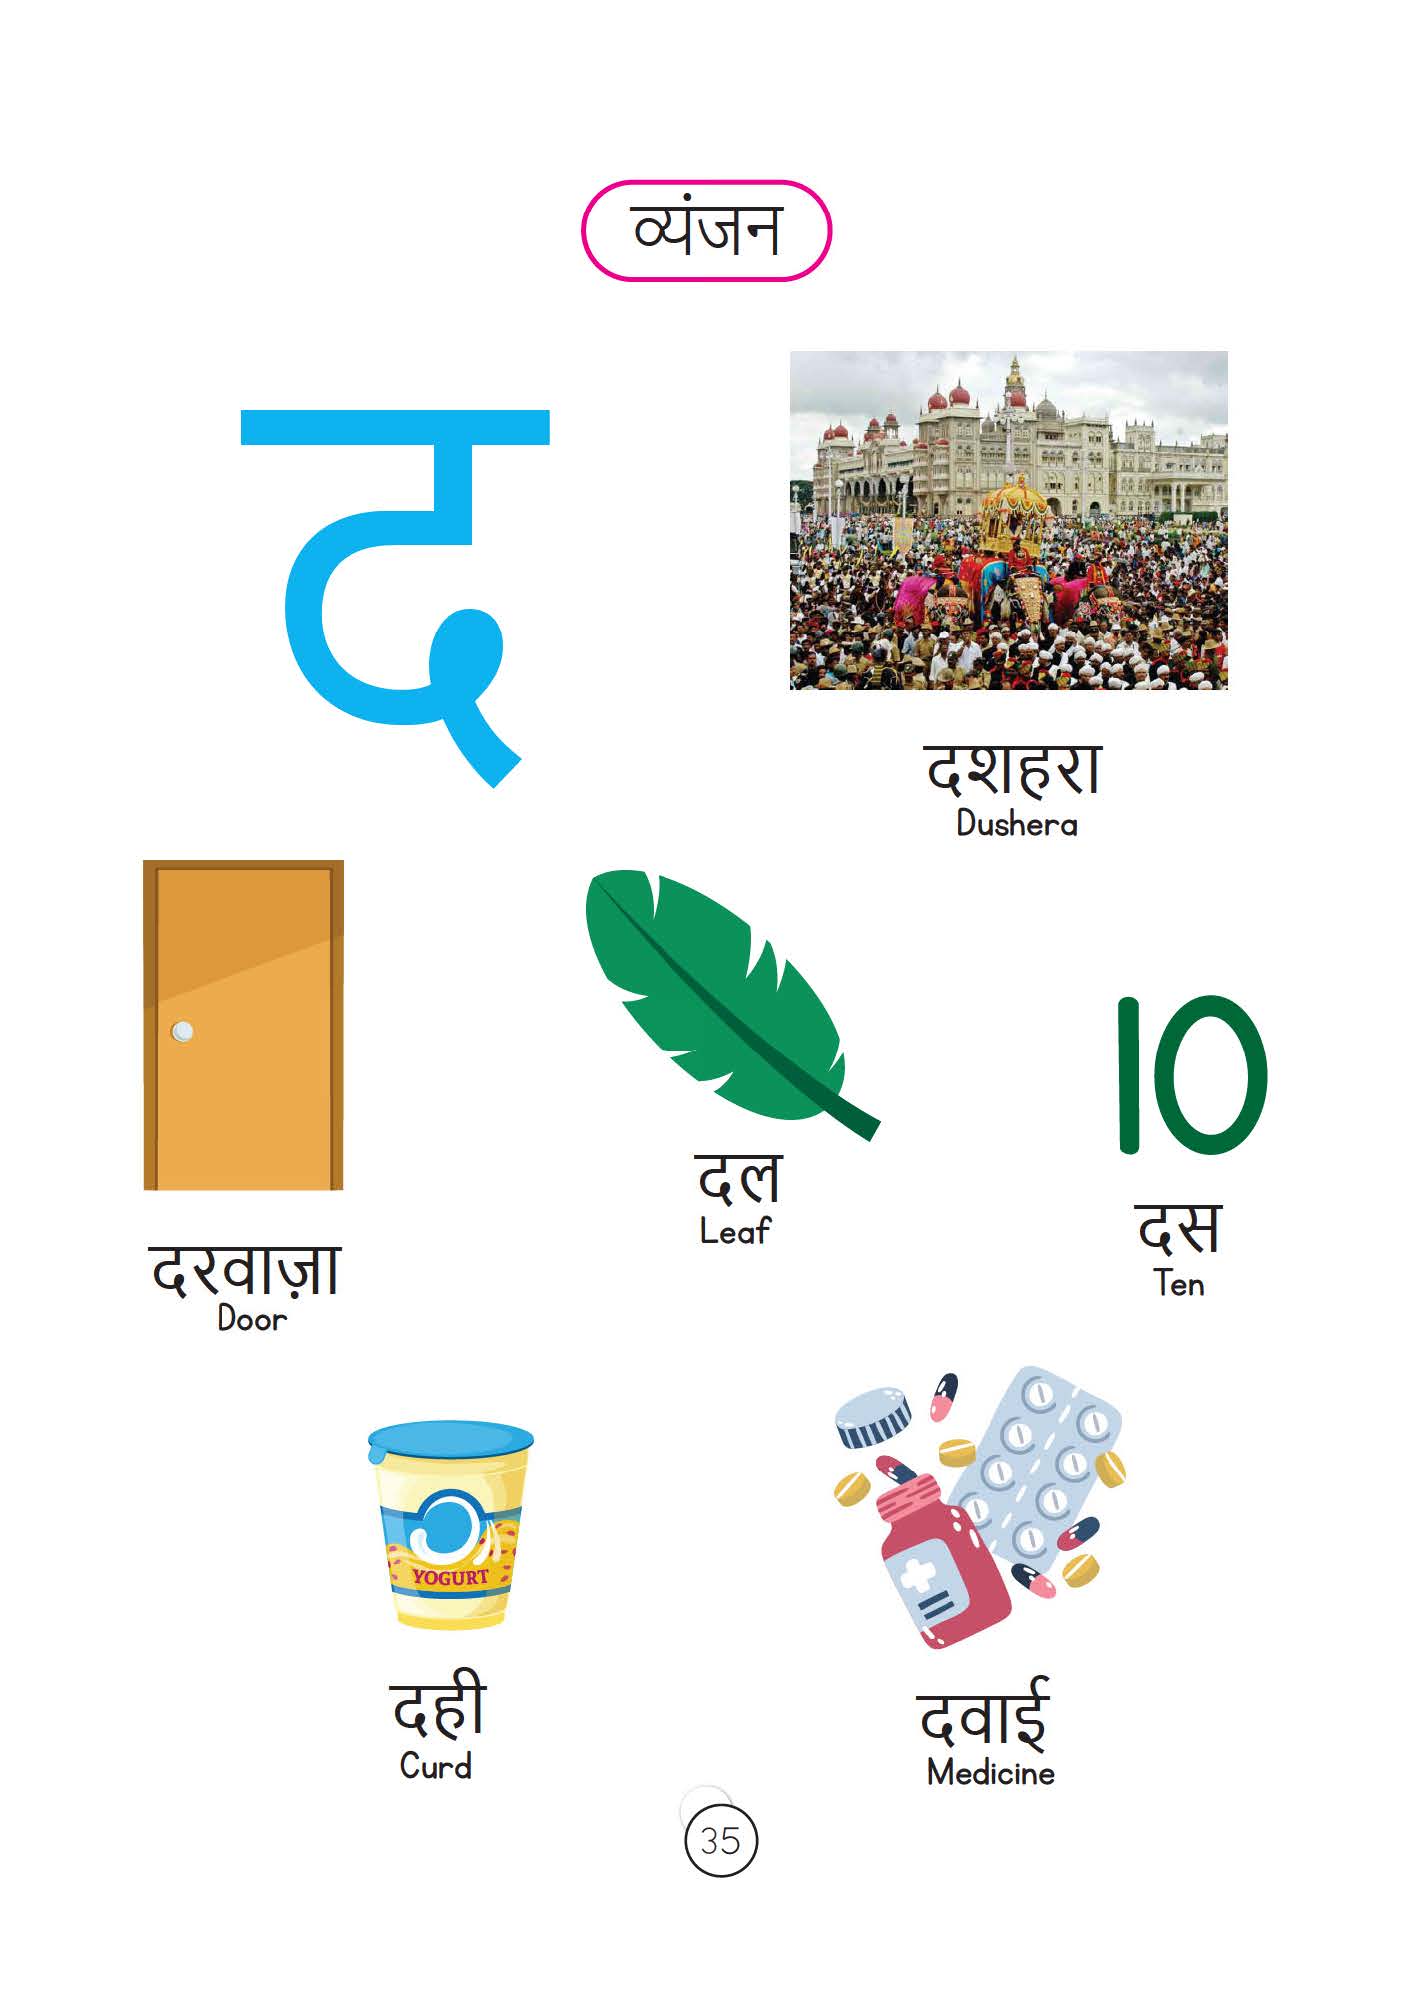 व्यंजन
द
दशहरा
Dushera
दरवाज़ा
Door
दल
Leaf
10
दस
Ten
YOGURT
दही
Curd
दवाई
Medicine
35